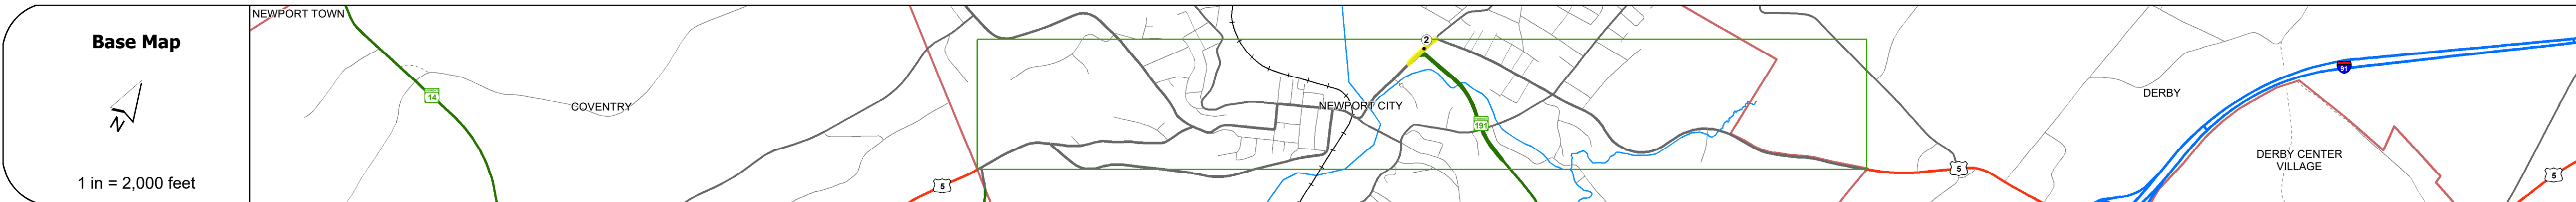 Base Map
N
1 in = 2,000 feet
NEWPORT TOWN
14
COVENTRY
5
NEWPORT CITY
2
191
5
DERBY
91
DERBY CENTER
VILLAGE
5